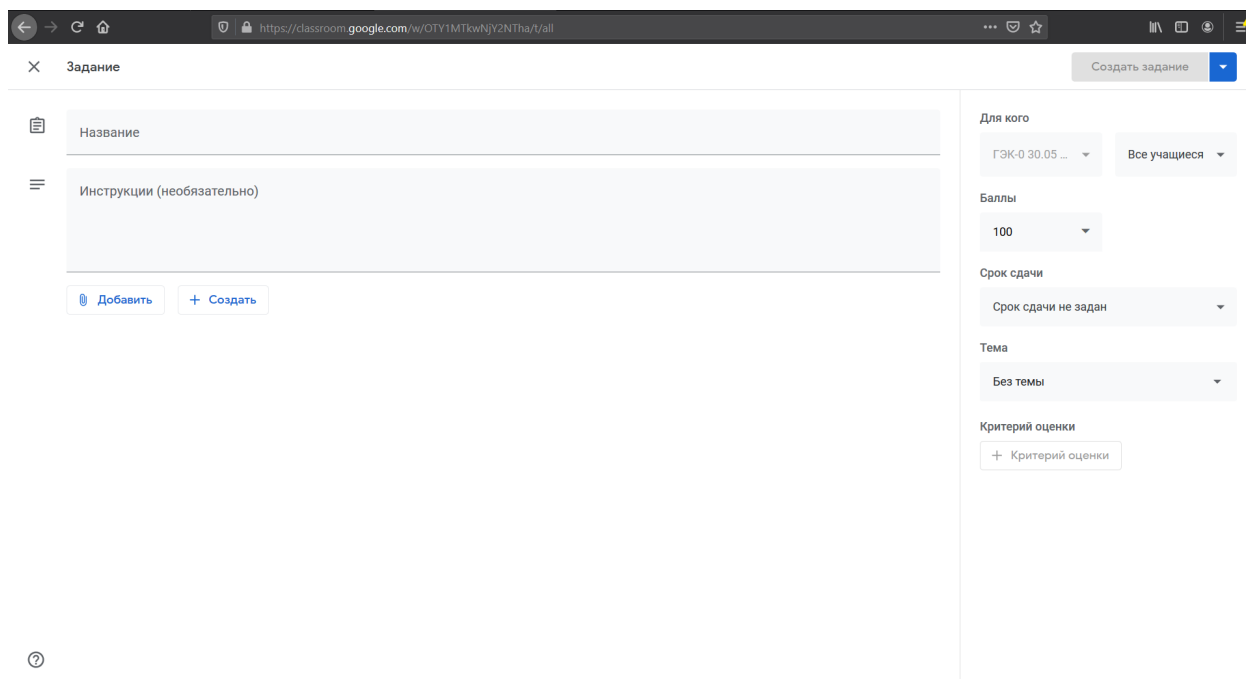 https://classroom.google.com/w/OTY1MTkwNjY2NTha/t/all
Задание
Создать задание
Название
Инструкции (необязательно)
Добавить
+ Создать
Для кого
ГЭК-0 30.05 ...
Все учащиеся
Баллы
100
Срок сдачи
Срок сдачи не задан
Тема
Без темы
Критерий оценки
+ Критерий оценки